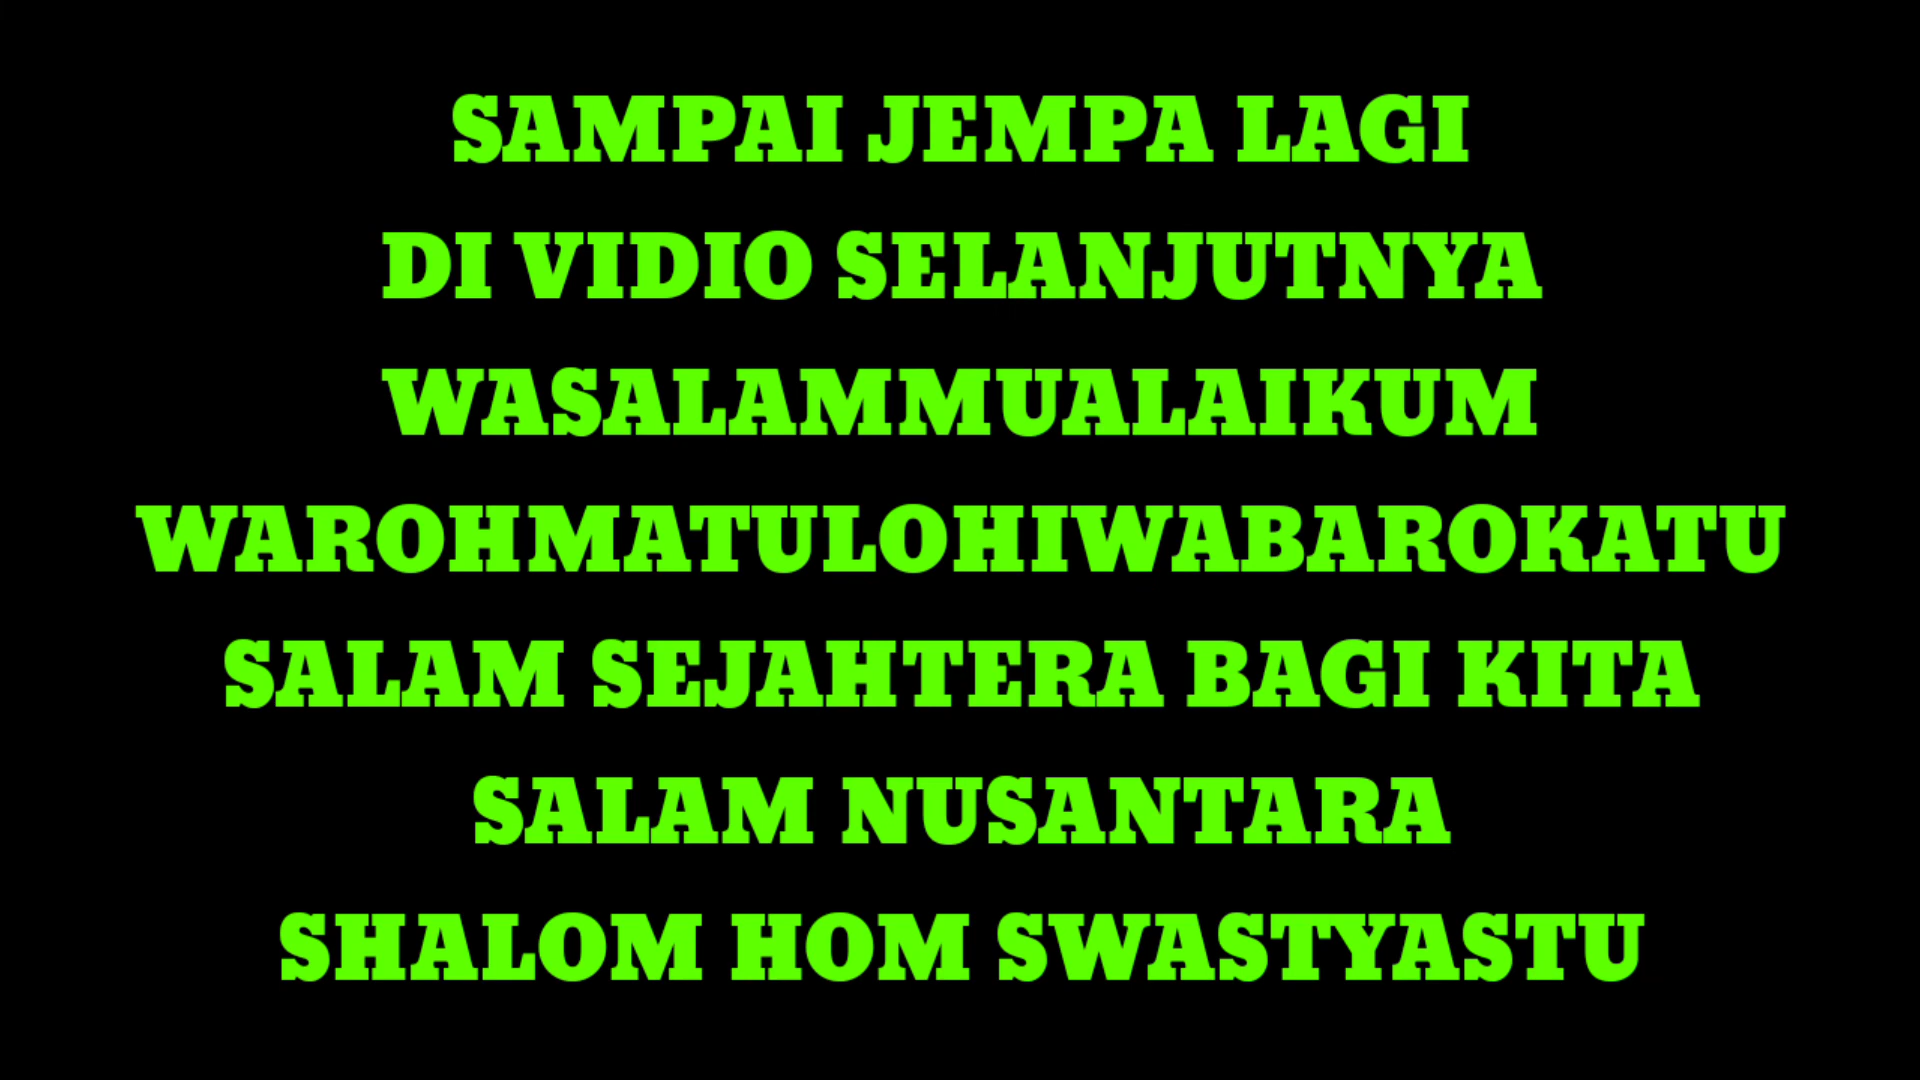 SAMPAI JEMPA LAGI
DI VIDIO SELANJUTNYA
WASALAMMUALAIKUM
WAROHMATULOHIWABAROKATU
SALAM SEJAHTERA BAGI KITA
SALAM NUSANTARA
SHALOM HOM SWASTYASTU